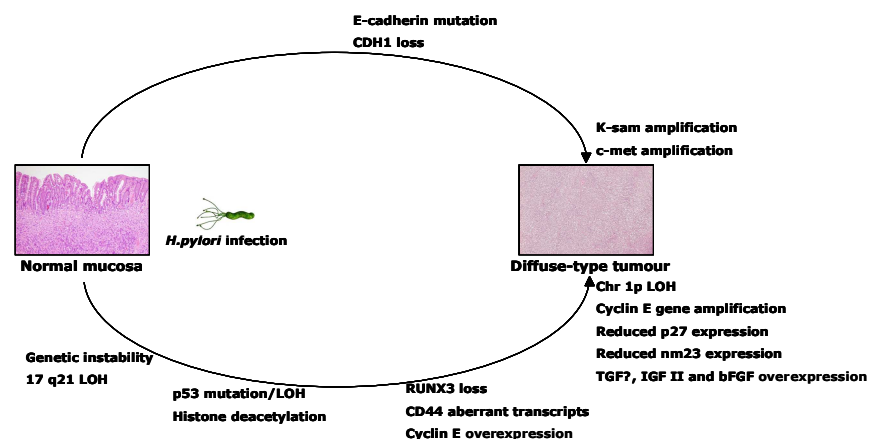 E-cadherin mutation
CDH1 loss
K-sam amplification
c-met amplification
H.pylori infection
Normal mucosa
Diffuse-type tumour
Chr 1p LOH
Cyclin E gene amplification
Reduced p27 expression
Reduced nm23 expression
TGF?, IGF II and bFGF overexpression
Genetic instability
17 q21 LOH
p53 mutation/LOH
Histone deacetylation
RUNX3 loss
CD44 aberrant transcripts
Cyclin E overexpression